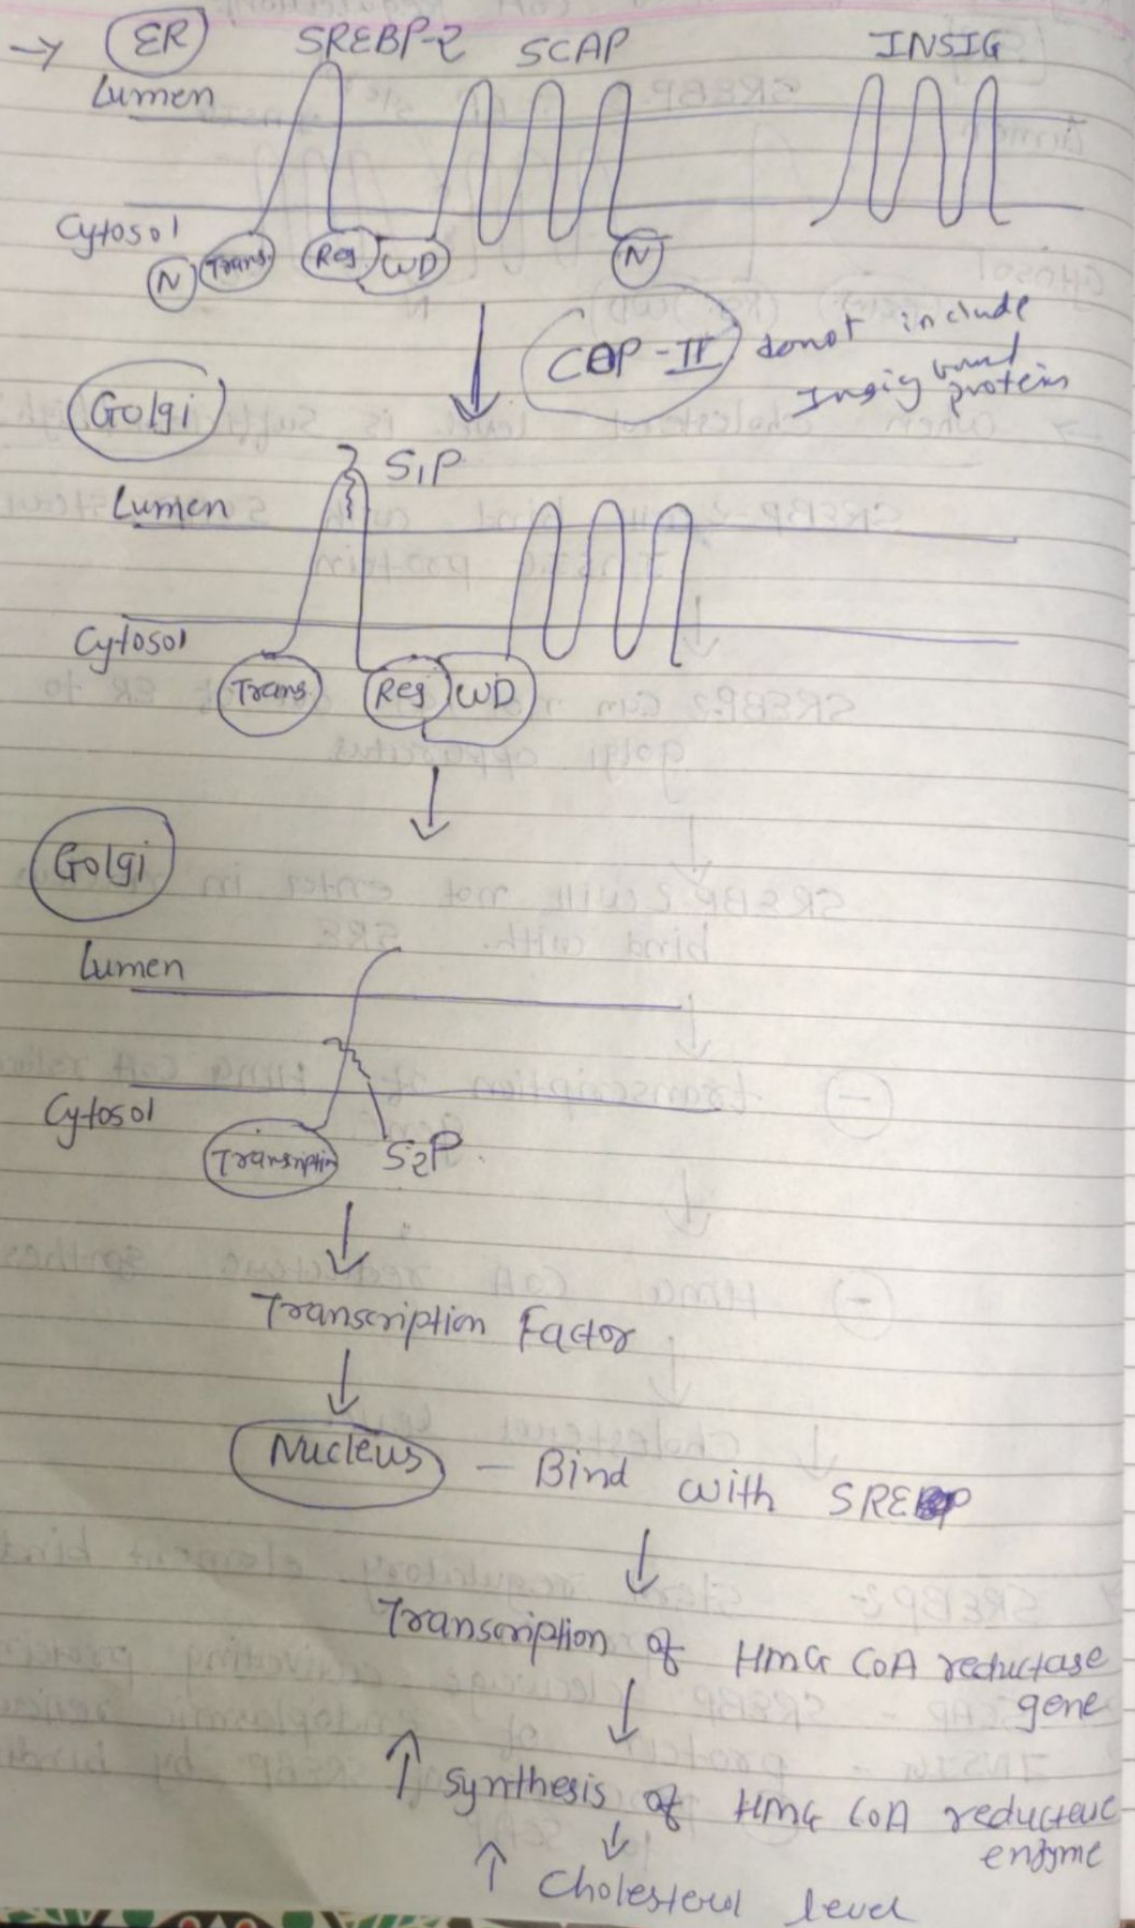 → ER SREBP-2 SCAP INSIG
Lumen
Cytosol
N Trans. Reg WD N
COP-II donot include
Insig bound
protein
Golgi
S1P
Lumen
Cytosol
Trans Reg WD
Golgi
Lumen
Cytosol
Transcription S2P.
Transcription Factor
Nucleus - Bind with SRE
Transcription of HMG CoA reductase
gene
↑ synthesis of HMG CoA reductase
enzyme
↑ Cholesterol level